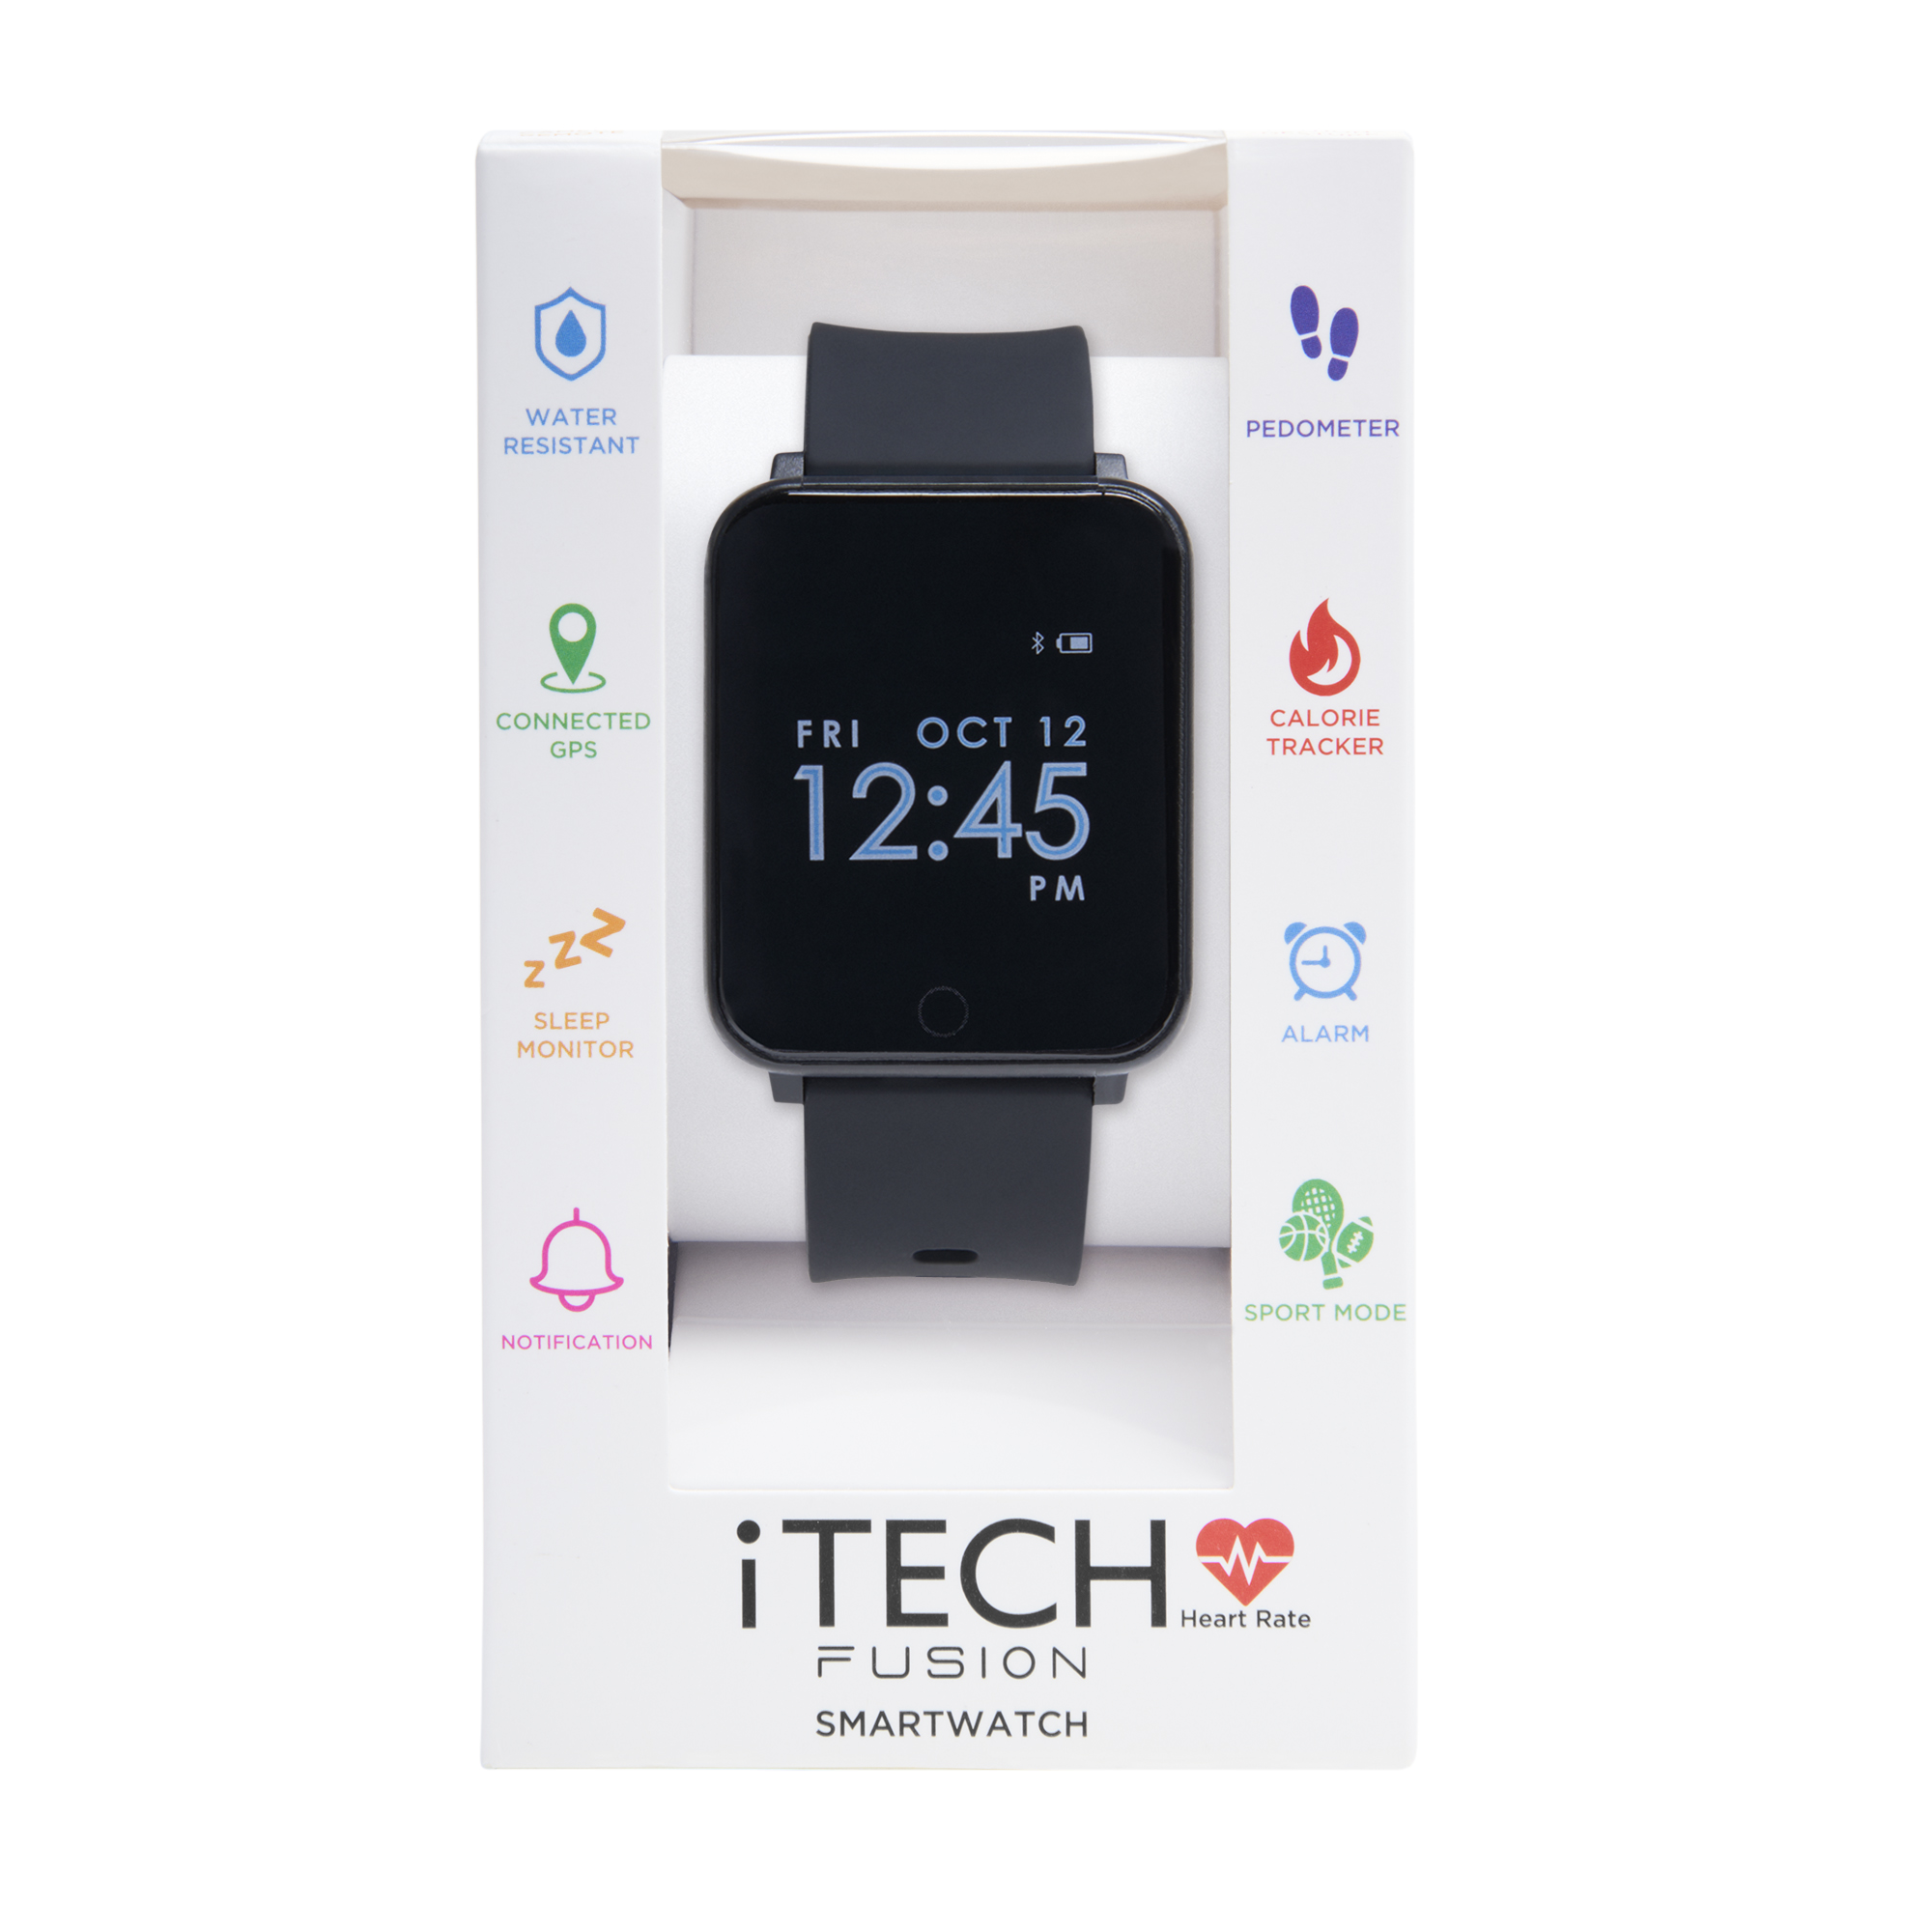 WATER
RESISTANT
CONNECTED
GPS
SLEEP
MONITOR
NOTIFICATION
FRI OCT 12
12:45
PM
PEDOMETER
CALORIE
TRACKER
ALARM
SPORT MODE
iTECH
Heart Rate
FUSION
SMARTWATCH